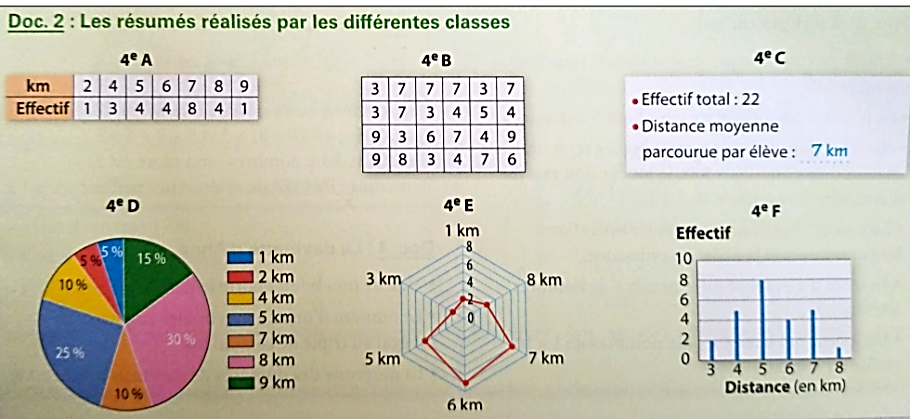 Doc. 2 : Les résumés réalisés par les différentes classes
4e A
km 2 4 5 6 7 8 9
Effectif 1 3 4 4 8 4 1
4e B
3 7 7 7 3 7
3 7 3 4 5 4
9 3 6 7 4 9
9 8 3 4 7 6
4e C
• Effectif total : 22
• Distance moyenne
parcourue par élève : 7 km
4e D
5 % 5 % 15 %
10 %
30 %
25 %
10 %
1 km
2 km
4 km
5 km
7 km
8 km
9 km
4e E
1 km
8
6
4
2
0
3 km
8 km
5 km
7 km
6 km
4e F
Effectif
10
8
6
4
2
0
3 4 5 6 7 8
Distance (en km)